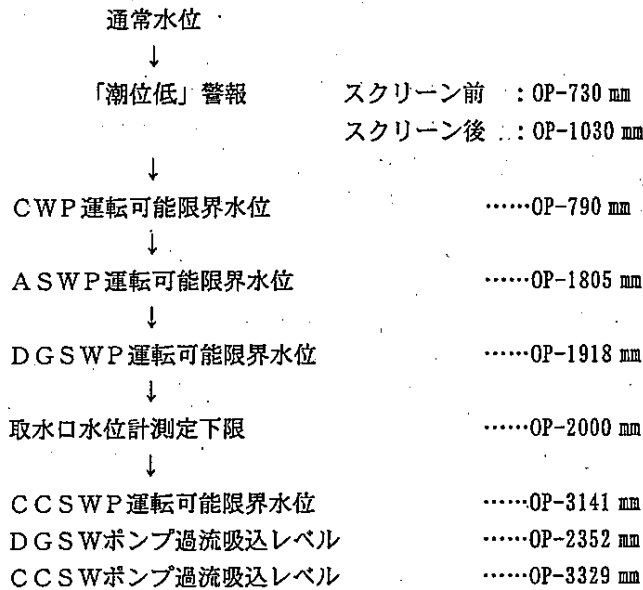 通常水位
↓
「潮位低」警報 スクリーン前 :OP-730 mm
スクリーン後 :OP-1030 mm
↓
CWP運転可能限界水位 ……OP-790 mm
↓
ASWP運転可能限界水位 ……OP-1805 mm
↓
DGSWP運転可能限界水位 ……OP-1918 mm
↓
取水口水位計測定下限 ……OP-2000 mm
↓
CCSWP運転可能限界水位 ……OP-3141 mm
DGSWポンプ過流吸込レベル ……OP-2352 mm
CCSWポンプ過流吸込レベル ……OP-3329 mm